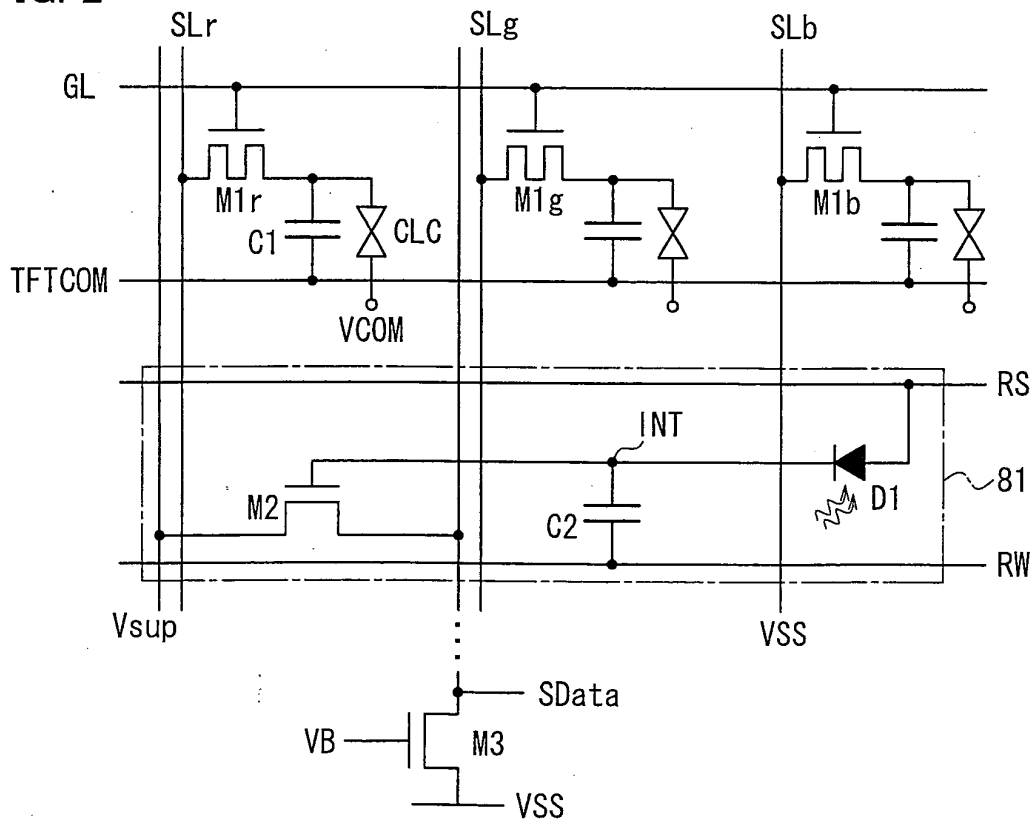 SLr SLg SLb
GL
M1r M1g M1b
C1 CLC
TFTCOM
VCOM
RS
INT
81
M2 C2 D1
RW
Vsup VSS
SData
VB M3
VSS